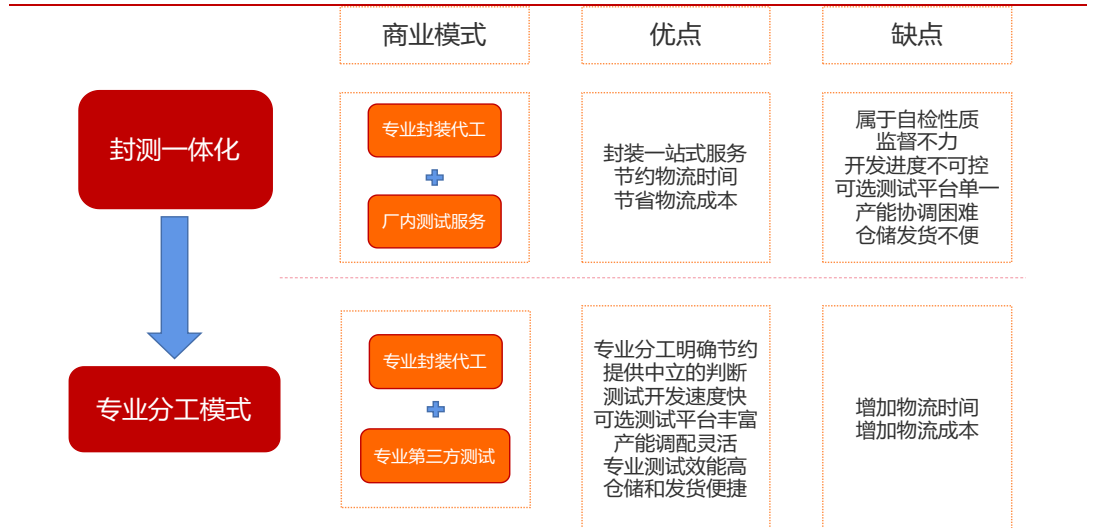 商业模式
优点
缺点
封测一体化
专业封装代工
厂内测试服务
封装一站式服务
节约物流时间
节省物流成本
属于自检性质
监督不力
开发进度不可控
可选测试平台单一
产能协调困难
仓储发货不便
专业分工模式
专业封装代工
专业第三方测试
专业分工明确节约
提供中立的判断
测试开发速度快
可选测试平台丰富
产能调配灵活
专业测试效能高
仓储和发货便捷
增加物流时间
增加物流成本